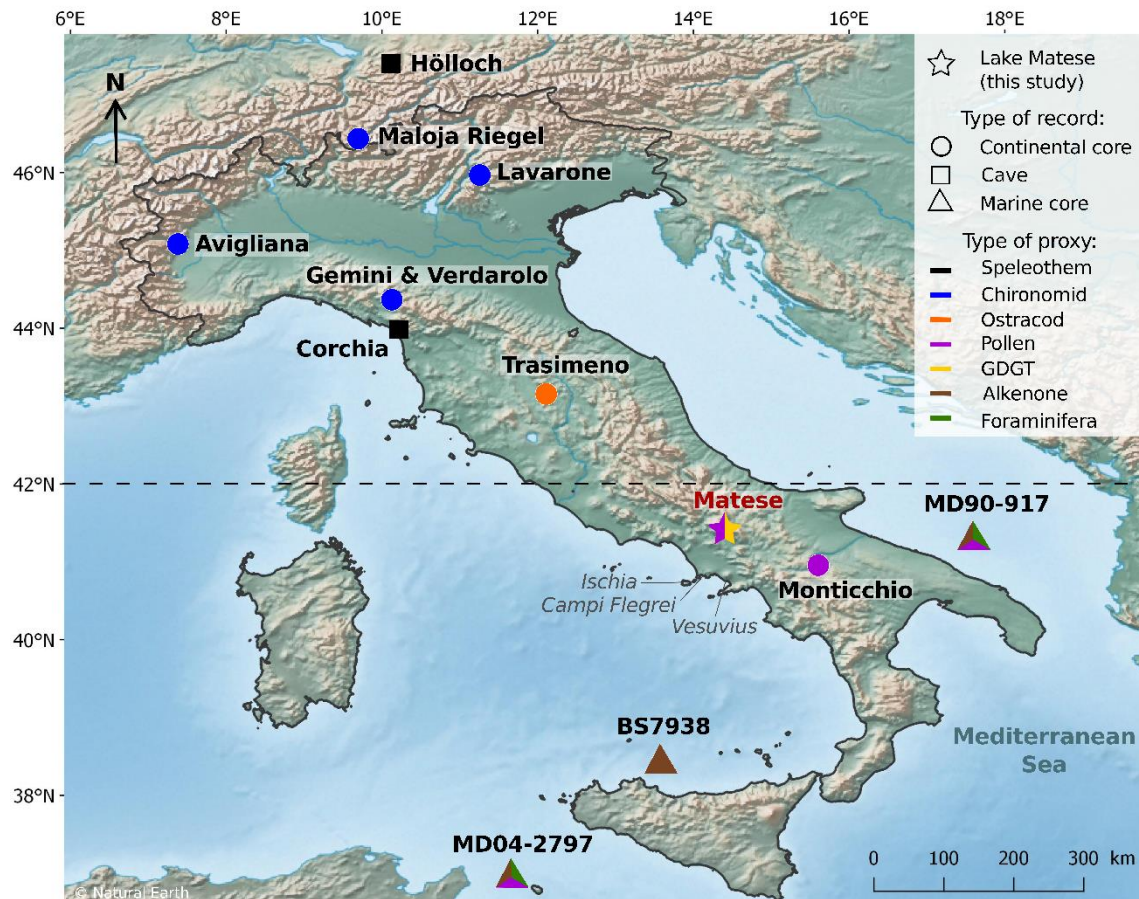 6°E
8°E
10°E
12°E
14°E
16°E
18°E
46°N
44°N
42°N
40°N
38°N
N
Hölloch
Maloja Riegel
Lavarone
Avigliana
Gemini & Verdarolo
Corchia
Trasimeno
Matese
MD90-917
Monticchio
Ischia
Campi Flegrei
Vesuvius
BS7938
Mediterranean
Sea
MD04-2797
Lake Matese
(this study)
Type of record:
Continental core
Cave
Marine core
Type of proxy:
Speleothem
Chironomid
Ostracod
Pollen
GDGT
Alkenone
Foraminifera
0 100 200 300 km
© Natural Earth